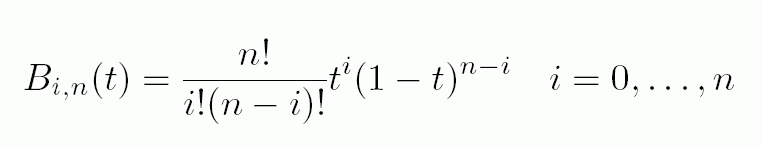 B_{i,n}(t) = \frac{n!}{i!(n-i)!} t^i (1-t)^{n-i} \quad i = 0, \ldots, n